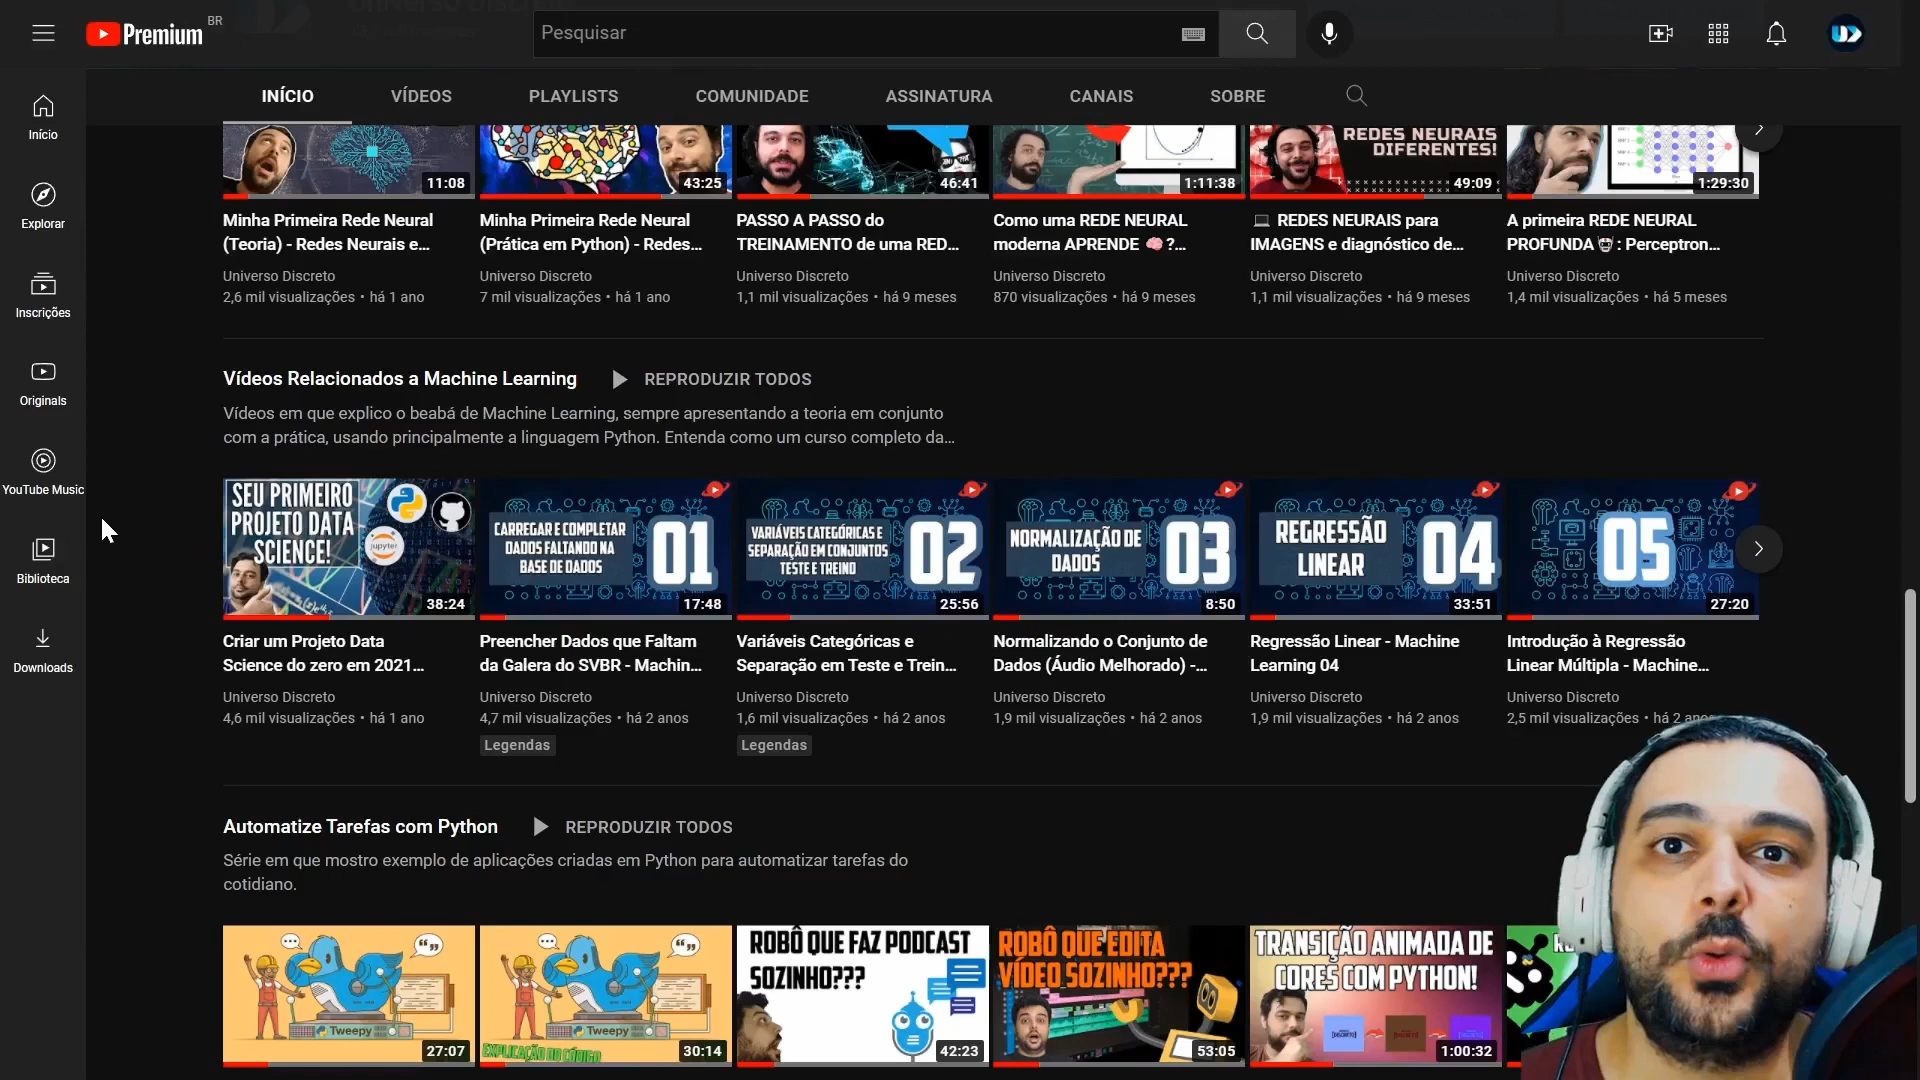 Premium BR
Pesquisar
INÍCIO VÍDEOS PLAYLISTS COMUNIDADE ASSINATURA CANAIS SOBRE
Início
Explorar
Inscrições
Originals
YouTube Music
Biblioteca
Downloads
REDES NEURAIS
DIFERENTES!
11:08 43:25 46:41 1:11:38 49:09 1:29:30
Minha Primeira Rede Neural
(Teoria) - Redes Neurais e...
Universo Discreto
2,6 mil visualizações • há 1 ano
Minha Primeira Rede Neural
(Prática em Python) - Redes...
Universo Discreto
7 mil visualizações • há 1 ano
PASSO A PASSO do
TREINAMENTO de uma RED...
Universo Discreto
1,1 mil visualizações • há 9 meses
Como uma REDE NEURAL
moderna APRENDE 🧠?...
Universo Discreto
870 visualizações • há 9 meses
💻 REDES NEURAIS para
IMAGENS e diagnóstico de...
Universo Discreto
1,1 mil visualizações • há 9 meses
A primeira REDE NEURAL
PROFUNDA🤖: Perceptron...
Universo Discreto
1,4 mil visualizações • há 5 meses
Vídeos Relacionados a Machine Learning REPRODUZIR TODOS
Vídeos em que explico o beabá de Machine Learning, sempre apresentando a teoria em conjunto
com a prática, usando principalmente a linguagem Python. Entenda como um curso completo da...
SEU PRIMEIRO
PROJETO DATA
SCIENCE!
jupyter
38:24
CARREGAR E COMPLETAR
DADOS FALTANDO NA
BASE DE DADOS
01
17:48
VARIÁVEIS CATEGÓRICAS E
SEPARAÇÃO EM CONJUNTOS
TESTE E TREINO
02
25:56
NORMALIZAÇÃO DE
DADOS
03
8:50
REGRESSÃO
LINEAR
04
33:51
05
27:20
Criar um Projeto Data
Science do zero em 2021...
Universo Discreto
4,6 mil visualizações • há 1 ano
Preencher Dados que Faltam
da Galera do SVBR - Machin...
Universo Discreto
4,7 mil visualizações • há 2 anos
Legendas
Variáveis Categóricas e
Separação em Teste e Trein...
Universo Discreto
1,6 mil visualizações • há 2 anos
Legendas
Normalizando o Conjunto de
Dados (Áudio Melhorado) -...
Universo Discreto
1,9 mil visualizações • há 2 anos
Regressão Linear - Machine
Learning 04
Universo Discreto
1,9 mil visualizações • há 2 anos
Introdução à Regressão
Linear Múltipla - Machine...
Universo Discreto
2,5 mil visualizações • há 2 anos
Automatize Tarefas com Python REPRODUZIR TODOS
Série em que mostro exemplo de aplicações criadas em Python para automatizar tarefas do
cotidiano.
Tweepy
27:07
Tweepy
EXPLICAÇÃO DO CÓDIGO
30:14
ROBÔ QUE FAZ PODCAST
SOZINHO???
42:23
ROBÔ QUE EDITA
VÍDEO SOZINHO???
53:05
TRANSIÇÃO ANIMADA DE
CORES COM PYTHON!
1:00:32